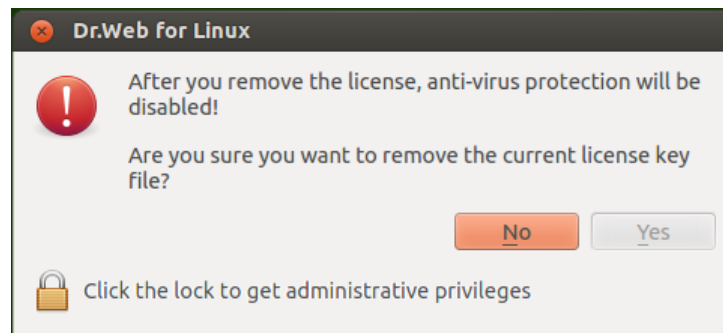 Dr.Web for Linux
After you remove the license, anti-virus protection will be
disabled!
Are you sure you want to remove the current license key
file?
No
Yes
Click the lock to get administrative privileges